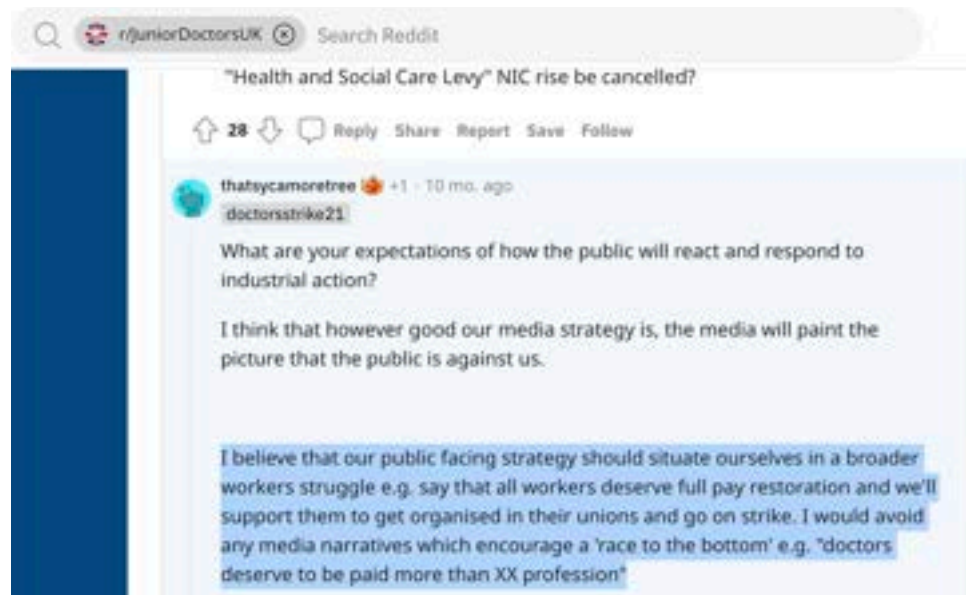 r/JuniorDoctorsUK Search Reddit
"Health and Social Care Levy" NIC rise be cancelled?
28 Reply Share Report Save Follow
thatsycamoretree +1 · 10 mo. ago
doctorsstrike21
What are your expectations of how the public will react and respond to
industrial action?
I think that however good our media strategy is, the media will paint the
picture that the public is against us.
I believe that our public facing strategy should situate ourselves in a broader
workers struggle e.g. say that all workers deserve full pay restoration and we'll
support them to get organised in their unions and go on strike. I would avoid
any media narratives which encourage a 'race to the bottom' e.g. "doctors
deserve to be paid more than XX profession"